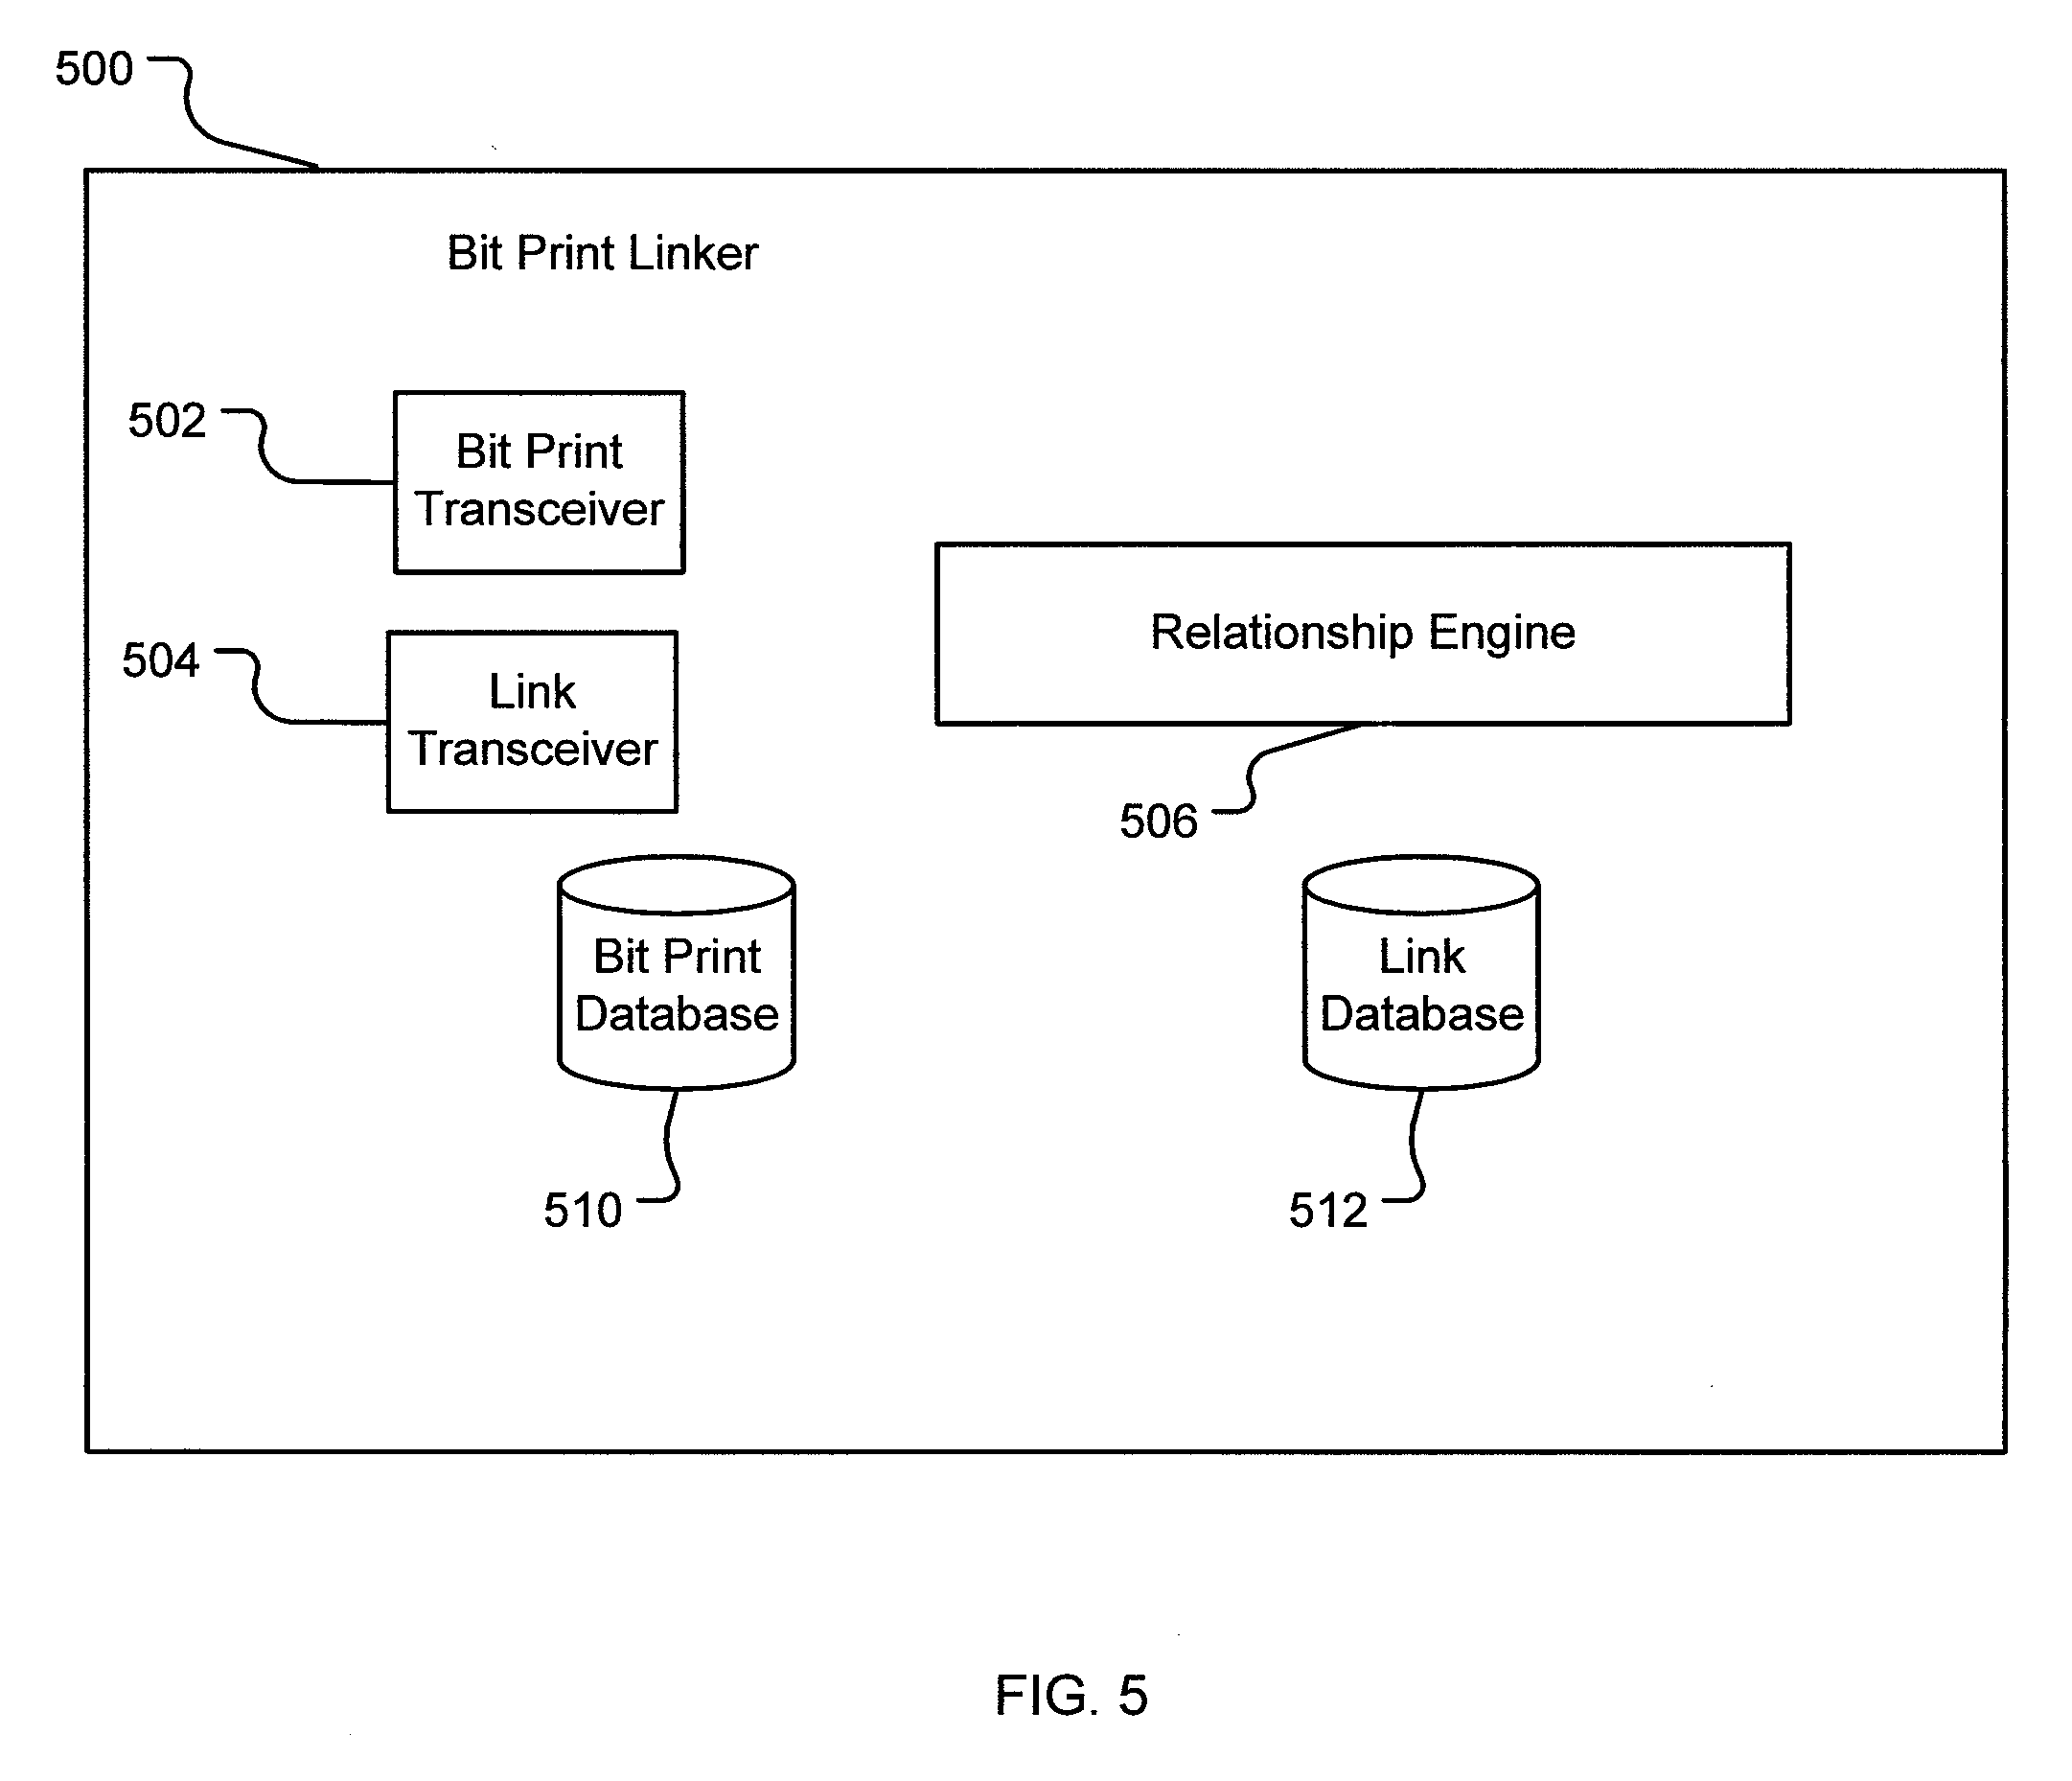 500
Bit Print Linker
502
Bit Print
Transceiver
504
Link
Transceiver
Relationship Engine
506
Bit Print
Database
510
Link
Database
512
FIG. 5